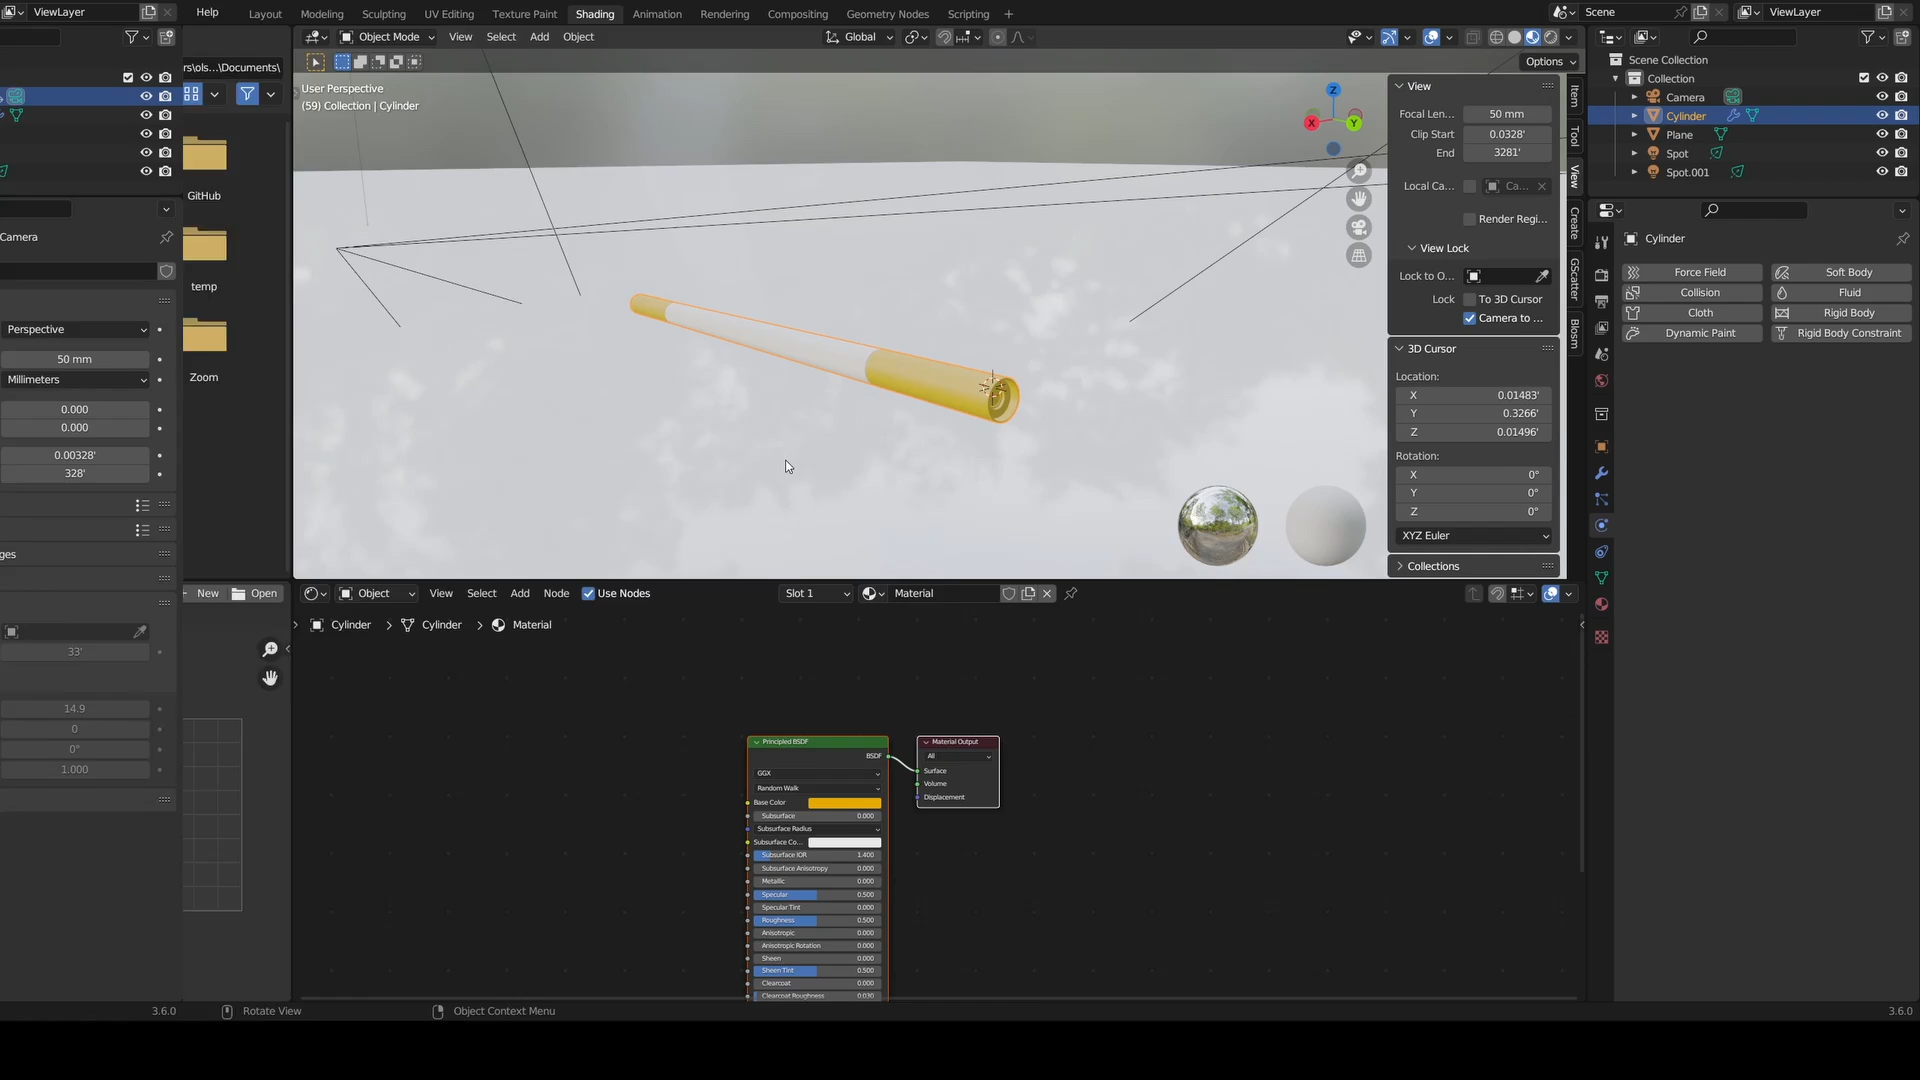 ViewLayer
Help
Layout
Modeling
Sculpting
UV Editing
Texture Paint
Shading
Animation
Rendering
Compositing
Geometry Nodes
Scripting
+
Scene
ViewLayer
Object Mode
View
Select
Add
Object
Global
Options
User Perspective
(59) Collection | Cylinder
rs\ols...\Documents\
GitHub
temp
Zoom
Camera
Perspective
50 mm
Millimeters
0.000
0.000
0.00328'
328'
ges
33'
14.9
0
0°
1.000
Z
X
Y
View
Focal Len... 50 mm
Clip Start 0.0328'
End 3281'
Local Ca... Ca...
Render Regi...
View Lock
Lock to O...
Lock To 3D Cursor
Camera to ...
3D Cursor
Location:
X 0.01483'
Y 0.3266'
Z 0.01496'
Rotation:
X 0°
Y 0°
Z 0°
XYZ Euler
Collections
Item
Tool
View
Create
GScatter
Blosm
Scene Collection
Collection
Camera
Cylinder
Plane
Spot
Spot.001
Cylinder
Force Field
Soft Body
Collision
Fluid
Cloth
Rigid Body
Dynamic Paint
Rigid Body Constraint
New
Open
Object
View
Select
Add
Node
Use Nodes
Slot 1
Material
Cylinder > Cylinder > Material
Principled BSDF
BSDF
GGX
Random Walk
Base Color
Subsurface 0.000
Subsurface Radius
Subsurface Co...
Subsurface IOR 1.400
Subsurface Anisotropy 0.000
Metallic 0.000
Specular 0.500
Specular Tint 0.000
Roughness 0.500
Anisotropic 0.000
Anisotropic Rotation 0.000
Sheen 0.000
Sheen Tint 0.500
Clearcoat 0.000
Clearcoat Roughness 0.030
Material Output
All
Surface
Volume
Displacement
3.6.0
Rotate View
Object Context Menu
3.6.0